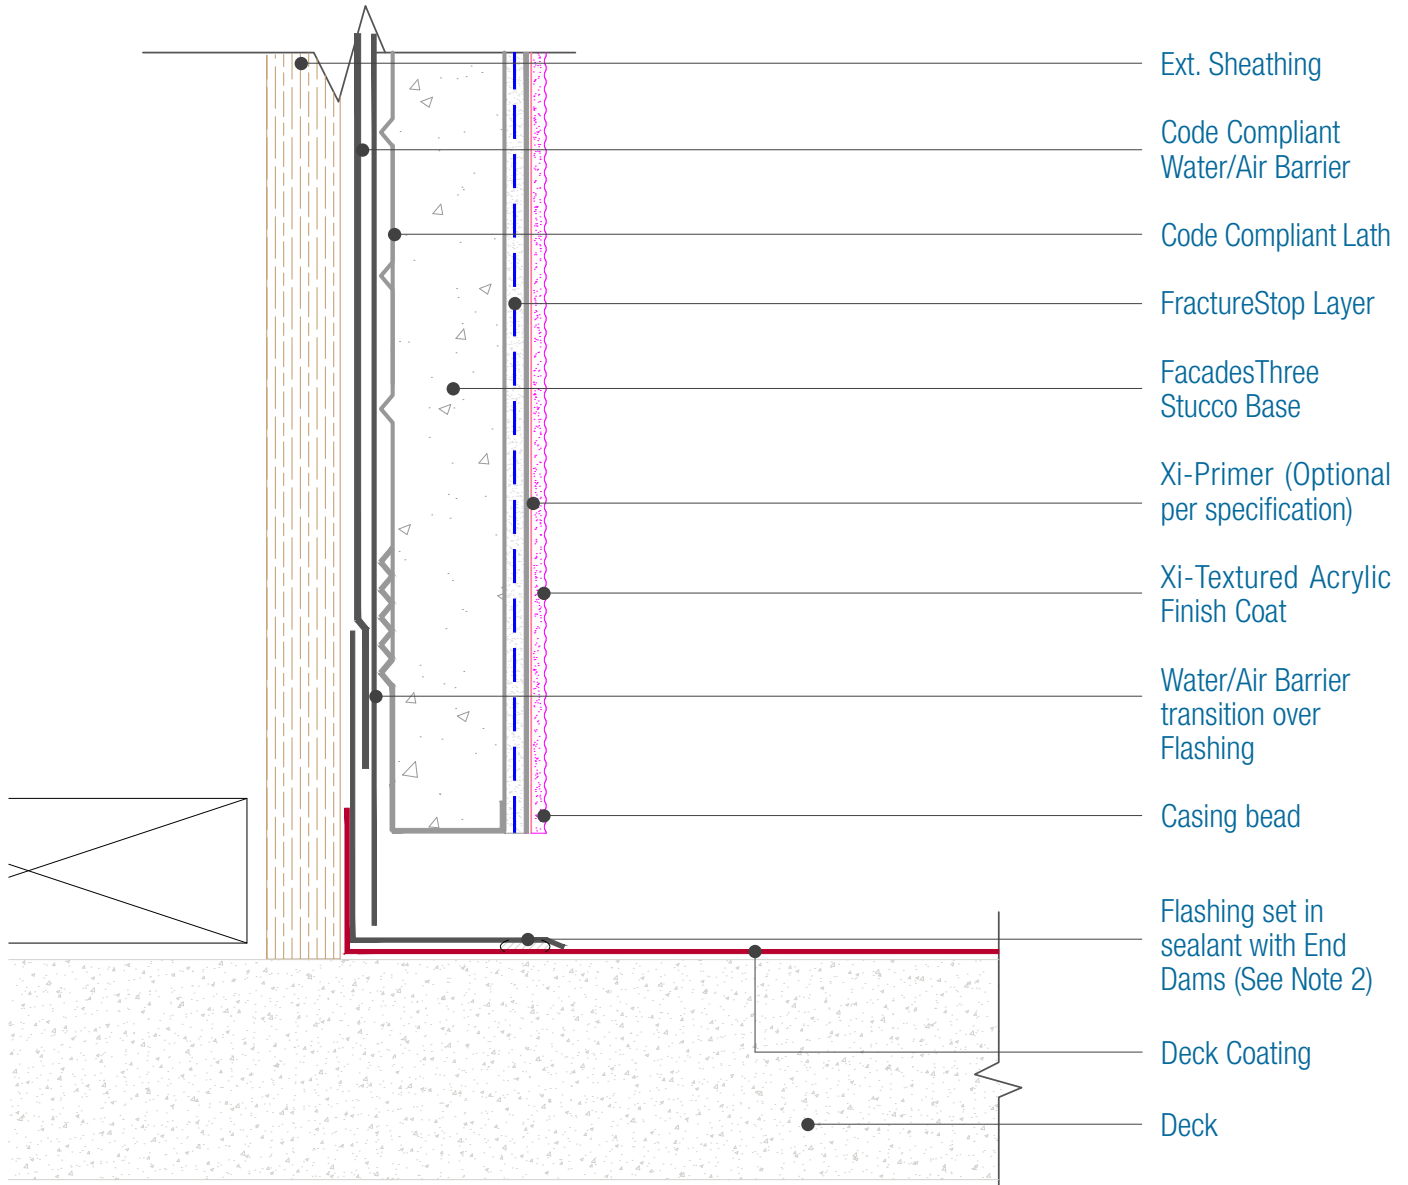 Ext. Sheathing
Code Compliant
Water/Air Barrier
Code Compliant Lath
FractureStop Layer
FacadesThree
Stucco Base
Xi-Primer (Optional
per specification)
Xi-Textured Acrylic
Finish Coat
Water/Air Barrier
transition over
Flashing
Casing bead
Flashing set in
sealant with End
Dams (See Note 2)
Deck Coating
Deck